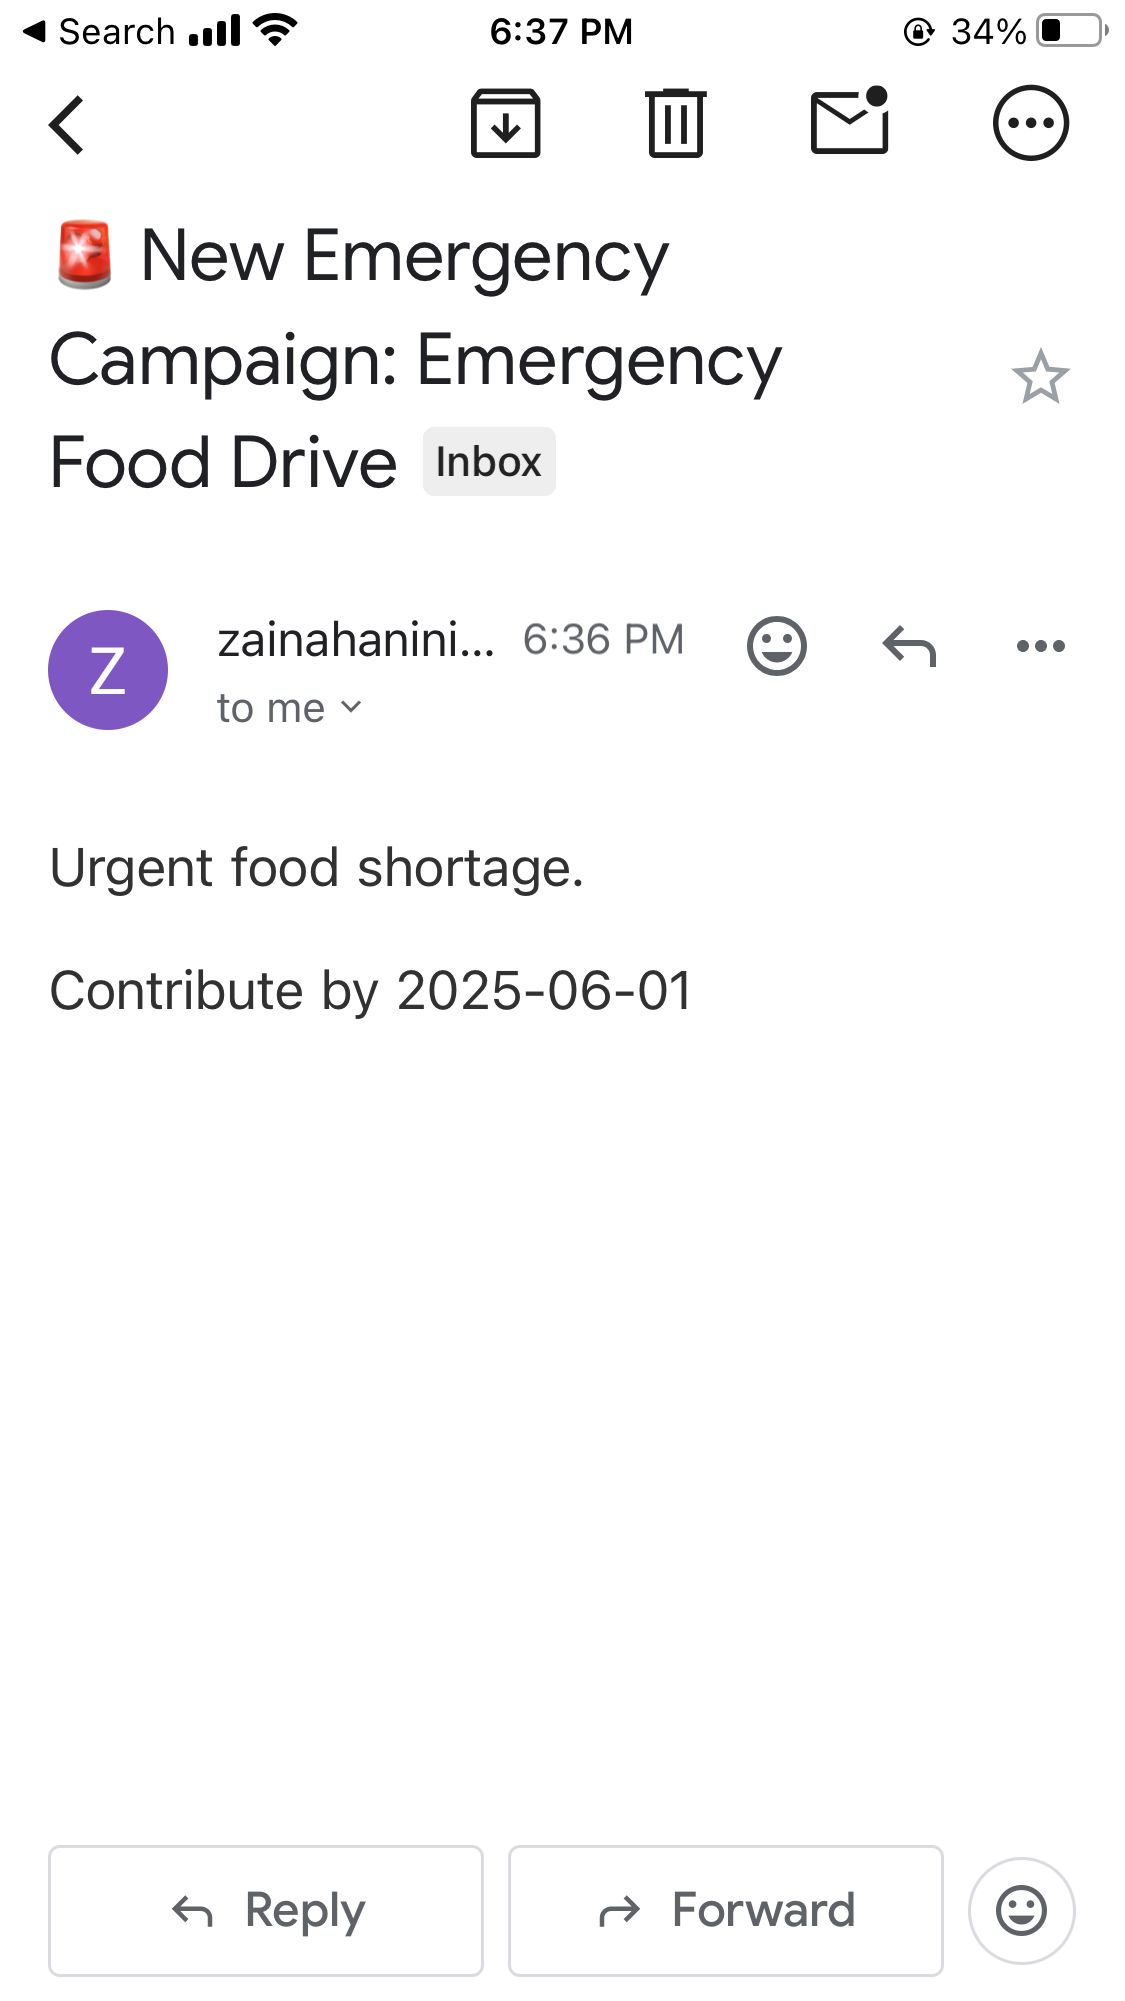 Search
6:37 PM
34%
🚨 New Emergency
Campaign: Emergency
Food Drive Inbox
Z
zainahanini... 6:36 PM
to me
Urgent food shortage.
Contribute by 2025-06-01
Reply
Forward